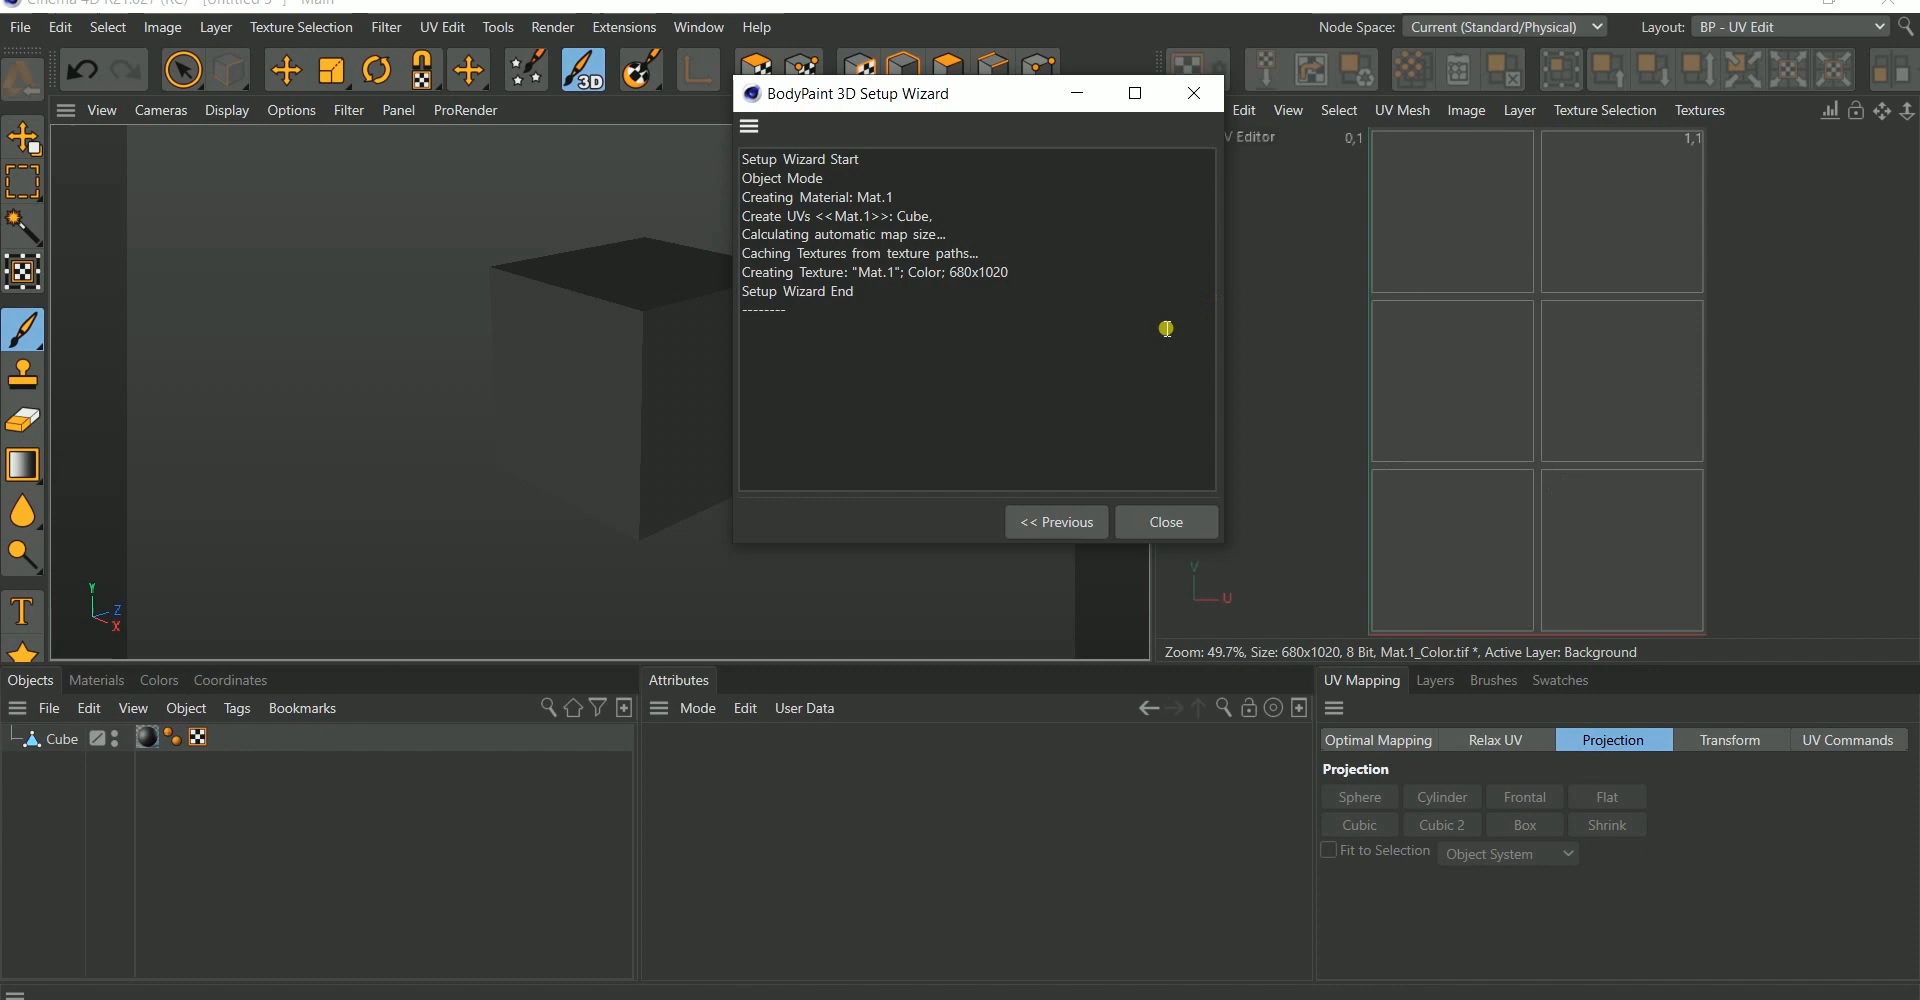 File Edit Select Image Layer Texture Selection Filter UV Edit Tools Render Extensions Window Help Node Space: Current (Standard/Physical) Layout: BP - UV Edit
3D
BodyPaint 3D Setup Wizard
View Cameras Display Options Filter Panel ProRender
Edit View Select UV Mesh Image Layer Texture Selection Textures
Editor 0,1 1,1
Setup Wizard Start
Object Mode
Creating Material: Mat.1
Create UVs <<Mat.1>>: Cube,
Calculating automatic map size...
Caching Textures from texture paths...
Creating Texture: "Mat.1"; Color; 680x1020
Setup Wizard End
--------
<< Previous Close
Y
Z
X
V
U
T
Zoom: 49.7%, Size: 680x1020, 8 Bit, Mat.1_Color.tif *, Active Layer: Background
Objects Materials Colors Coordinates
File Edit View Object Tags Bookmarks
Cube
Attributes
Mode Edit User Data
UV Mapping Layers Brushes Swatches
Optimal Mapping Relax UV Projection Transform UV Commands
Projection
Sphere Cylinder Frontal Flat
Cubic Cubic 2 Box Shrink
Fit to Selection Object System